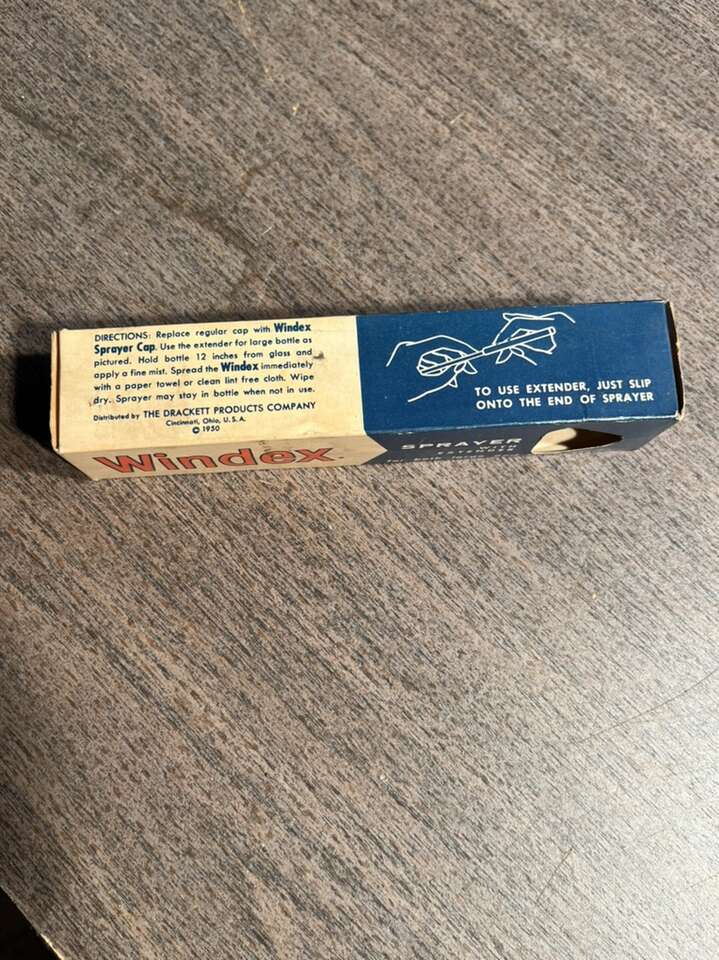 DIRECTIONS: Replace regular cap with Windex
Sprayer Cap. Use the extender for large bottle as
pictured. Hold bottle 12 inches from glass and
apply a fine mist. Spread the Windex immediately
with a paper towel or clean lint free cloth. Wipe
dry. Sprayer may stay in bottle when not in use.
Distributed by THE DRACKETT PRODUCTS COMPANY
Cincinnati, Ohio, U.S.A.
© 1950
TO USE EXTENDER, JUST SLIP
ONTO THE END OF SPRAYER
Windex
SPRAYER
WITH
EXTENDER